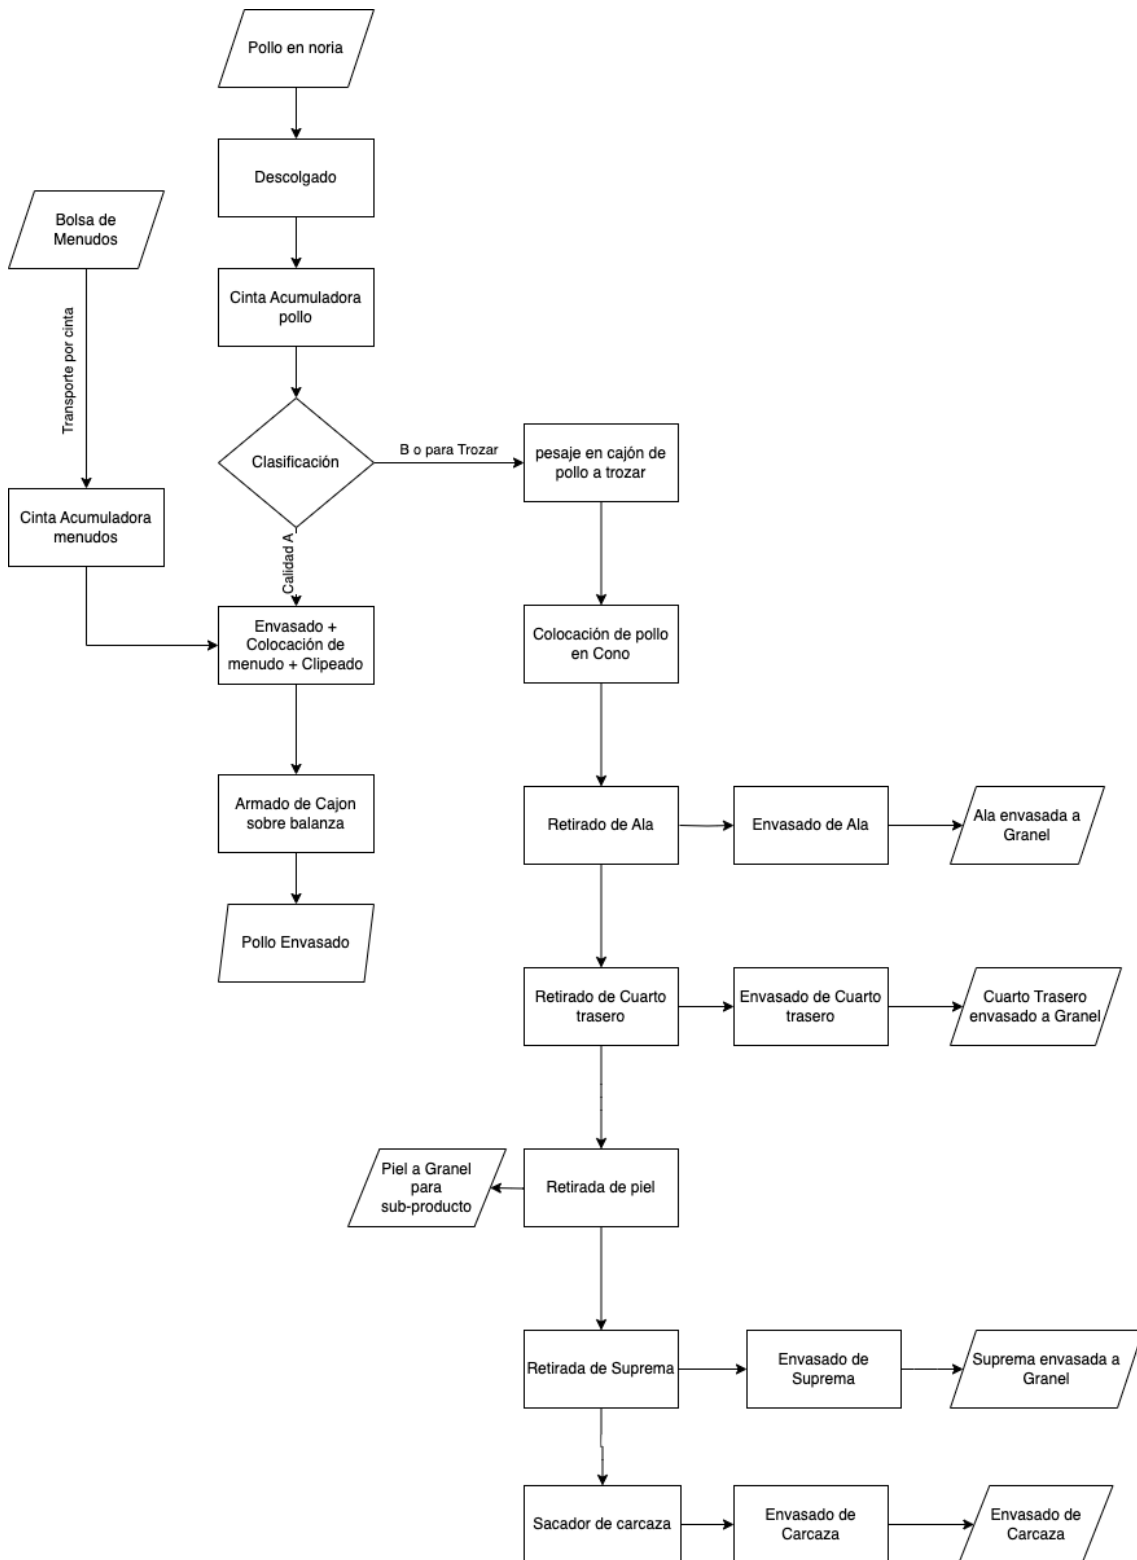 Pollo en noria
Descolgado
Bolsa de
Menudos
Cinta Acumuladora
pollo
Transporte por cinta
Clasificación
B o para Trozar
pesaje en cajón de
pollo a trozar
Cinta Acumuladora
menudos
Calidad A
Envasado +
Colocación de
menudo + Clipeado
Colocación de pollo
en Cono
Armado de Cajon
sobre balanza
Retirado de Ala
Envasado de Ala
Ala envasada a
Granel
Pollo Envasado
Retirado de Cuarto
trasero
Envasado de Cuarto
trasero
Cuarto Trasero
envasado a Granel
Piel a Granel
para
sub-producto
Retirada de piel
Retirada de Suprema
Envasado de
Suprema
Suprema envasada a
Granel
Sacador de carcaza
Envasado de
Carcaza
Envasado de
Carcaza